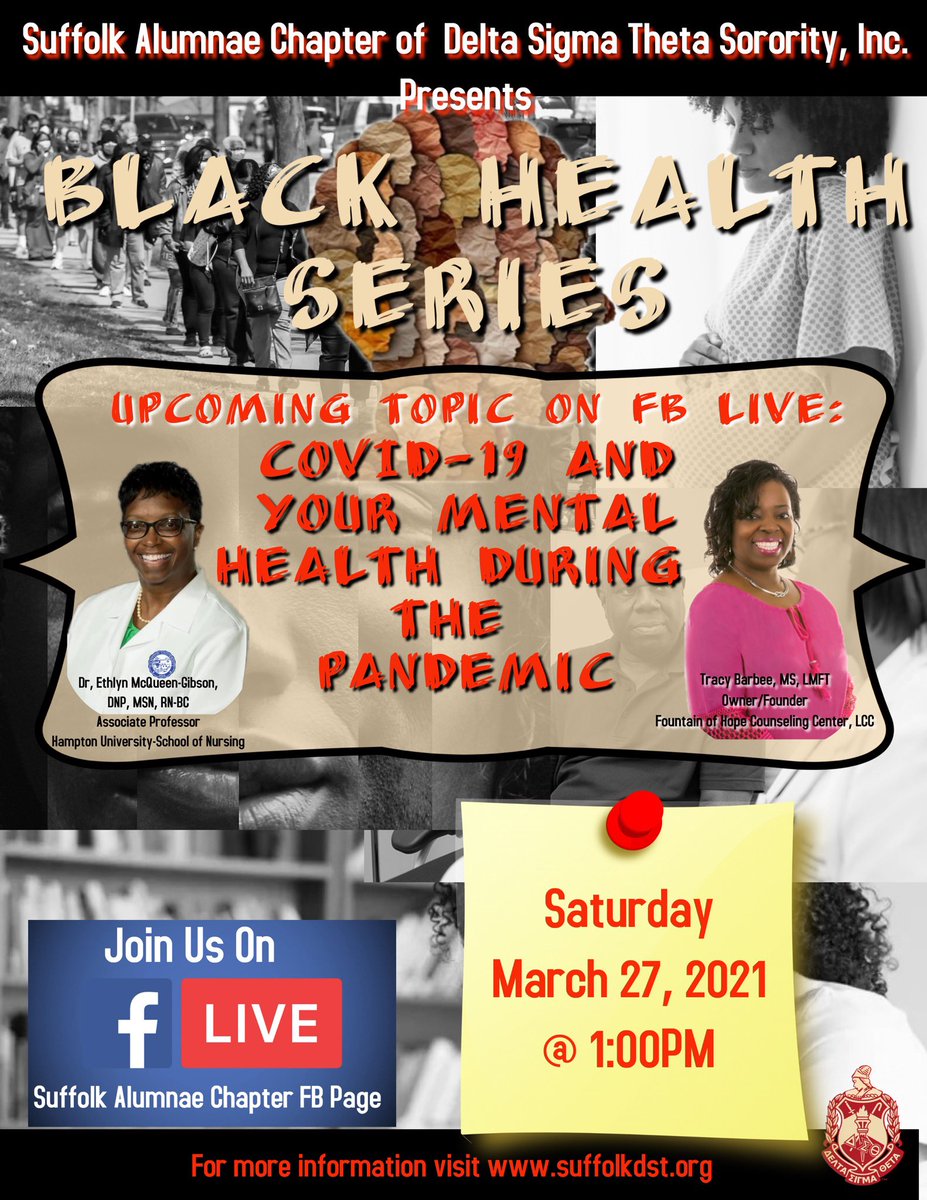 Suffolk Alumnae Chapter of Delta Sigma Theta Sorority, Inc.
Presents
BLACK HEALTH
SERIES
UPCOMING TOPIC ON FB LIVE:
COVID-19 AND
YOUR MENTAL
HEALTH DURING
THE
PANDEMIC
Dr, Ethlyn McQueen-Gibson,
DNP, MSN, RN-BC
Associate Professor
Hampton University-School of Nursing
Tracy Barbee, MS, LMFT
Owner/Founder
Fountain of Hope Counseling Center, LCC
Saturday
March 27, 2021
@ 1:00PM
Join Us On
f LIVE
Suffolk Alumnae Chapter FB Page
ΔΕΛΤΑ ΣΙΓΜΑ ΘΕΤΑ
For more information visit www.suffolkdst.org